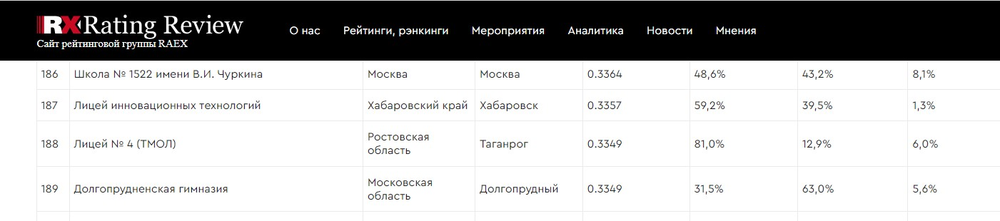 RX Rating Review
Сайт рейтинговой группы RAEX
О нас Рейтинги, рэнкинги Мероприятия Аналитика Новости Мнения
186 Школа № 1522 имени В.И. Чуркина Москва Москва 0.3364 48,6% 43,2% 8,1%
187 Лицей инновационных технологий Хабаровский край Хабаровск 0.3357 59,2% 39,5% 1,3%
188 Лицей № 4 (ТМОЛ) Ростовская
область Таганрог 0.3349 81,0% 12,9% 6,0%
189 Долгопрудненская гимназия Московская
область Долгопрудный 0.3349 31,5% 63,0% 5,6%